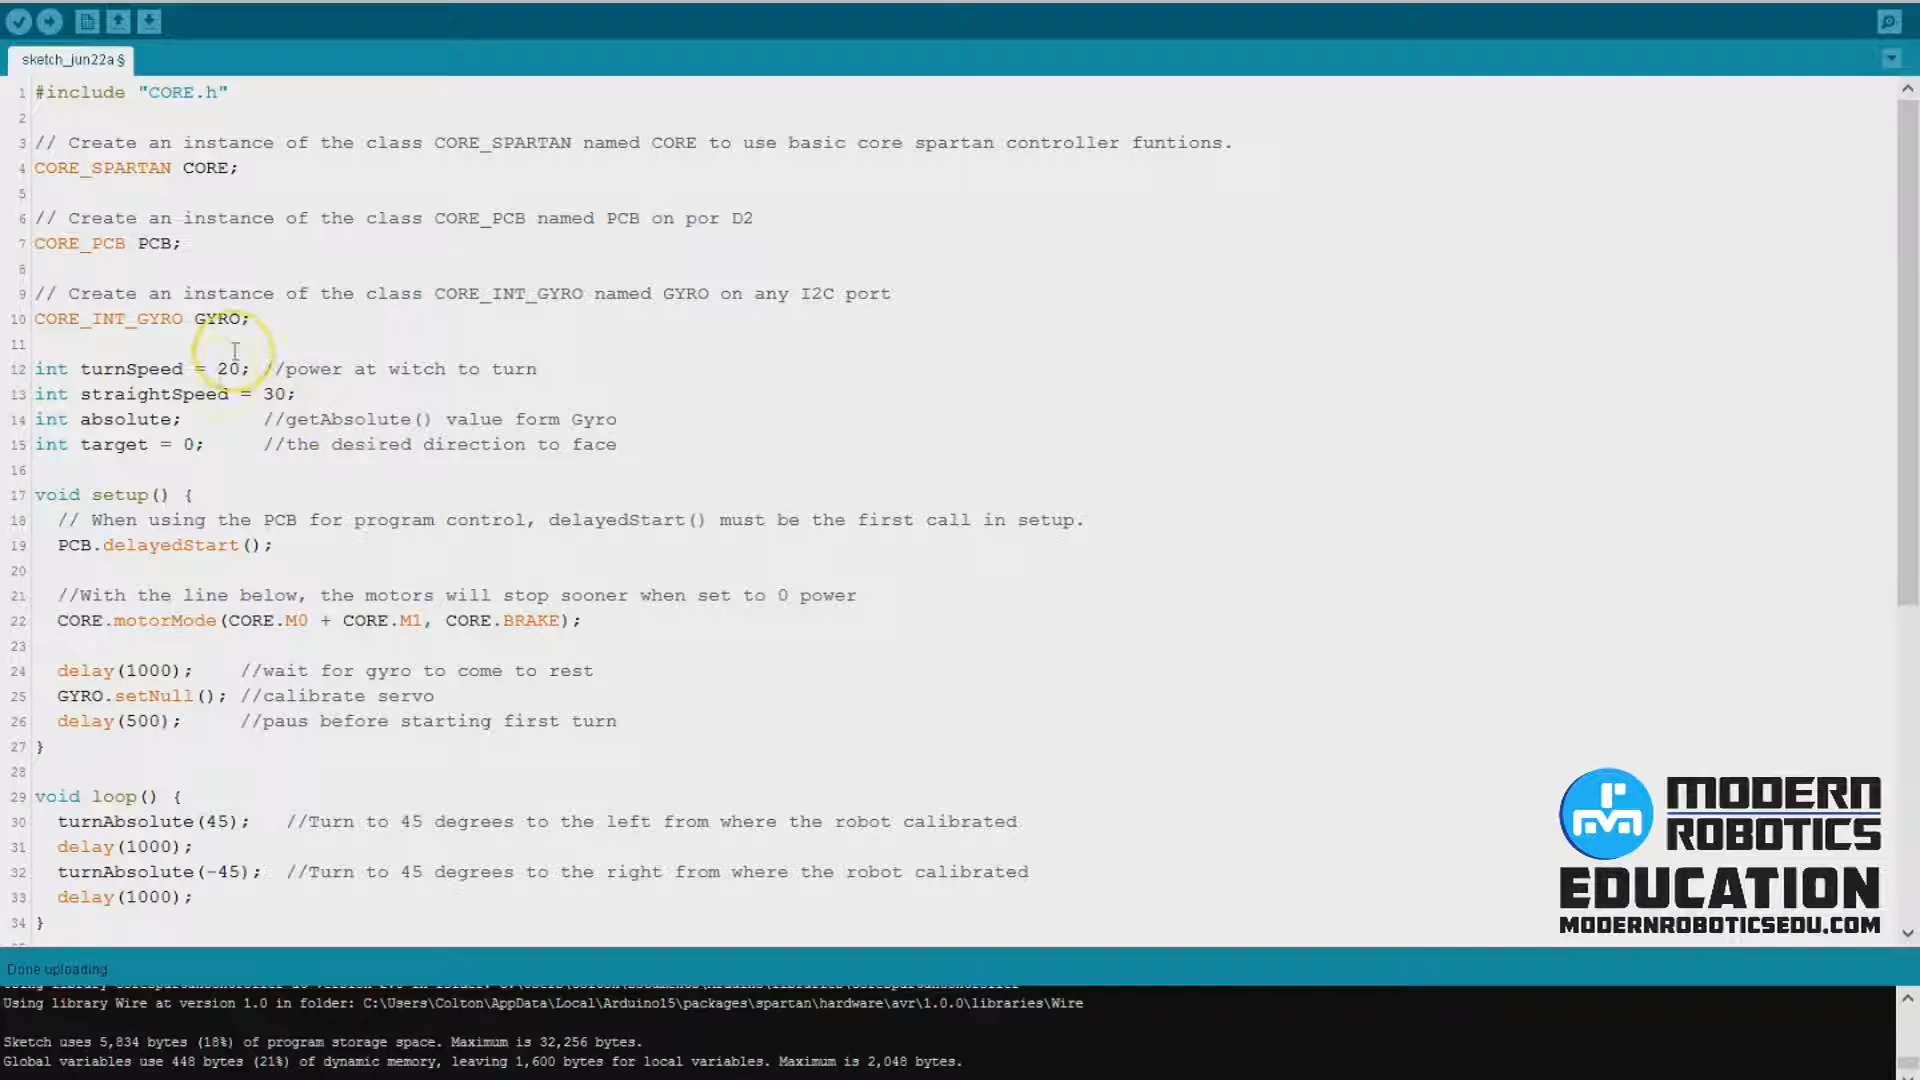 sketch_jun22a §
1 #include "CORE.h"
2
3 // Create an instance of the class CORE_SPARTAN named CORE to use basic core spartan controller funtions.
4 CORE_SPARTAN CORE;
5
6 // Create an instance of the class CORE_PCB named PCB on por D2
7 CORE_PCB PCB;
8
9 // Create an instance of the class CORE_INT_GYRO named GYRO on any I2C port
10 CORE_INT_GYRO GYRO;
11
12 int turnSpeed = 20; //power at witch to turn
13 int straightSpeed = 30;
14 int absolute; //getAbsolute() value form Gyro
15 int target = 0; //the desired direction to face
16
17 void setup() {
18 // When using the PCB for program control, delayedStart() must be the first call in setup.
19 PCB.delayedStart();
20
21 //With the line below, the motors will stop sooner when set to 0 power
22 CORE.motorMode(CORE.M0 + CORE.M1, CORE.BRAKE);
23
24 delay(1000); //wait for gyro to come to rest
25 GYRO.setNull(); //calibrate servo
26 delay(500); //paus before starting first turn
27 }
28
29 void loop() {
30 turnAbsolute(45); //Turn to 45 degrees to the left from where the robot calibrated
31 delay(1000);
32 turnAbsolute(-45); //Turn to 45 degrees to the right from where the robot calibrated
33 delay(1000);
34 }
MODERN
ROBOTICS
EDUCATION
MODERNROBOTICSEDU.COM
Done uploading
Using library Wire at version 1.0 in folder: C:\Users\Colton\AppData\Local\Arduino15\packages\spartan\hardware\avr\1.0.0\libraries\Wire
Sketch uses 5,834 bytes (18%) of program storage space. Maximum is 32,256 bytes.
Global variables use 448 bytes (21%) of dynamic memory, leaving 1,600 bytes for local variables. Maximum is 2,048 bytes.